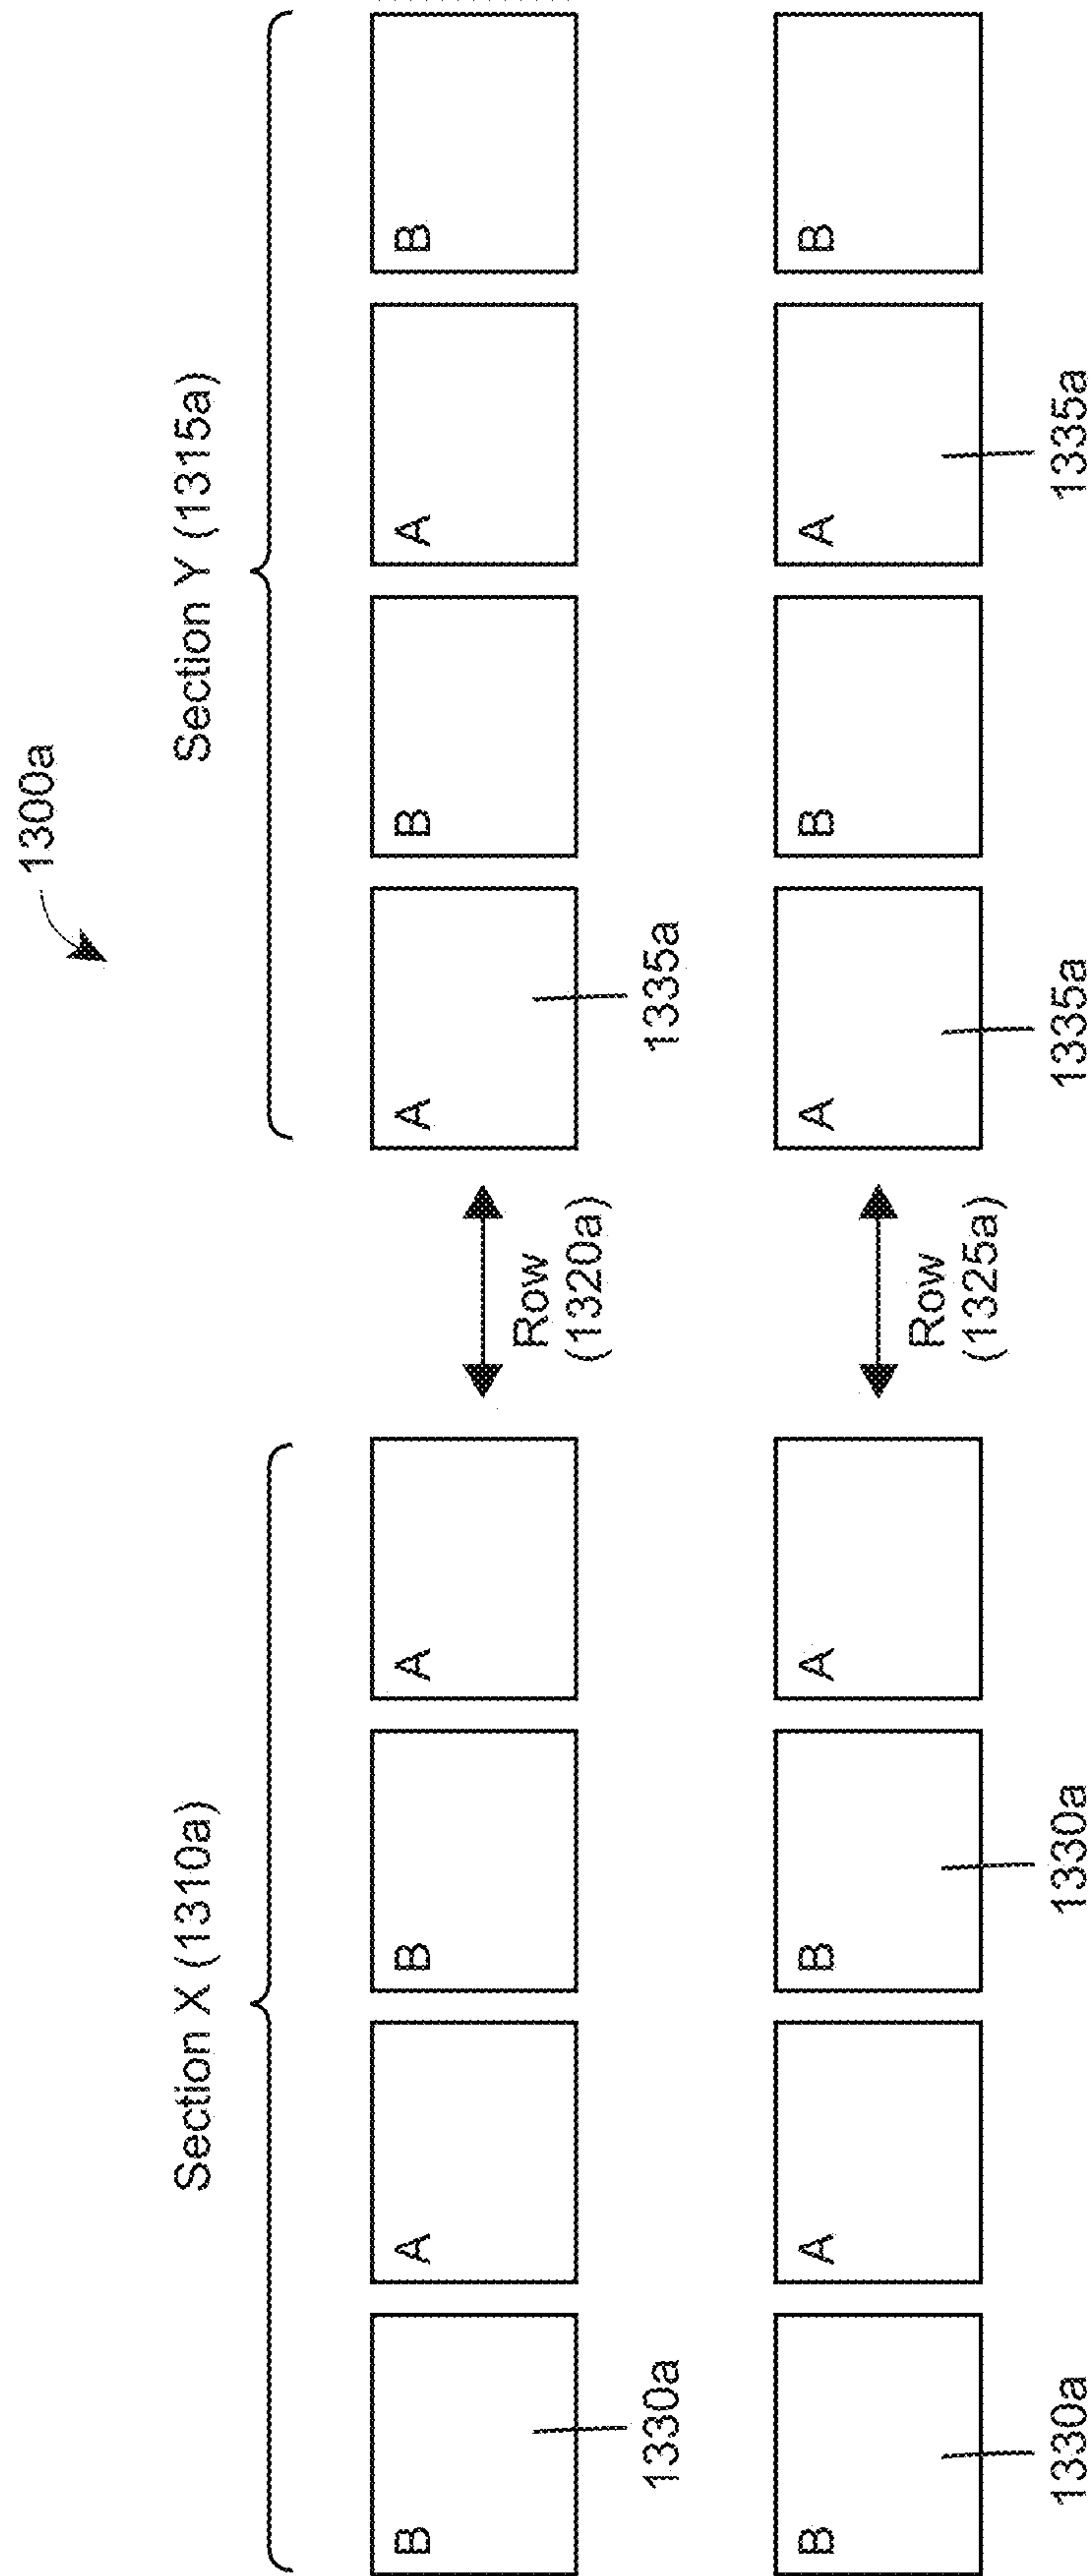 1300a
Section X (1310a)
Section Y (1315a)
B
A
B
A
A
B
A
B
Row
(1320a)
1330a
1335a
B
A
B
A
A
B
A
B
Row
(1325a)
1330a
1330a
1335a
1335a